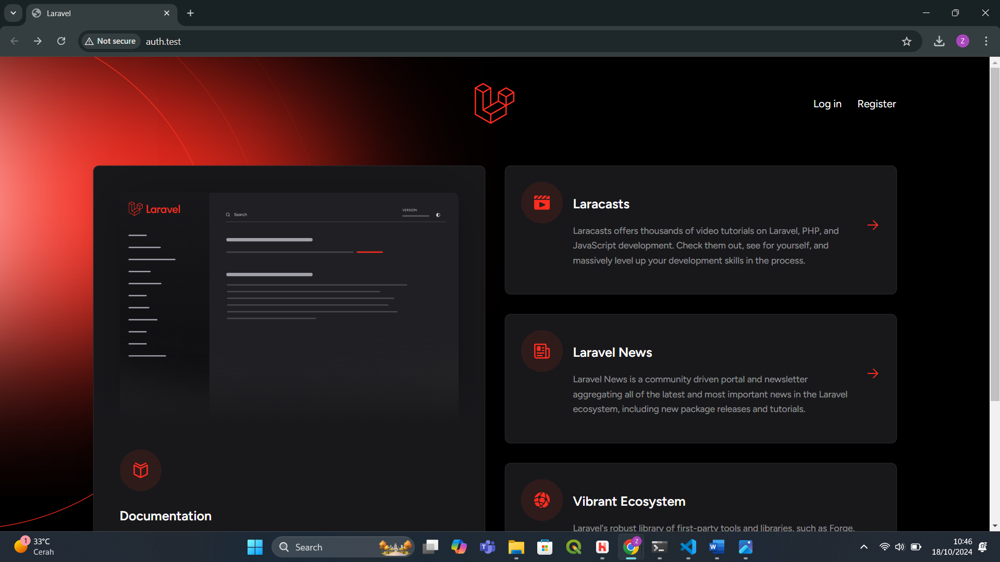 Laravel
Not secure
auth.test
Z
Log in
Register
Laravel
Search
VERSION
Documentation
Laracasts
Laracasts offers thousands of video tutorials on Laravel, PHP, and
JavaScript development. Check them out, see for yourself, and
massively level up your development skills in the process.
Laravel News
Laravel News is a community driven portal and newsletter
aggregating all of the latest and most important news in the Laravel
ecosystem, including new package releases and tutorials.
Vibrant Ecosystem
Laravel's robust library of first-party tools and libraries, such as Forge,
1
33°C
Cerah
Search
T
H
Z
W
10:46
18/10/2024